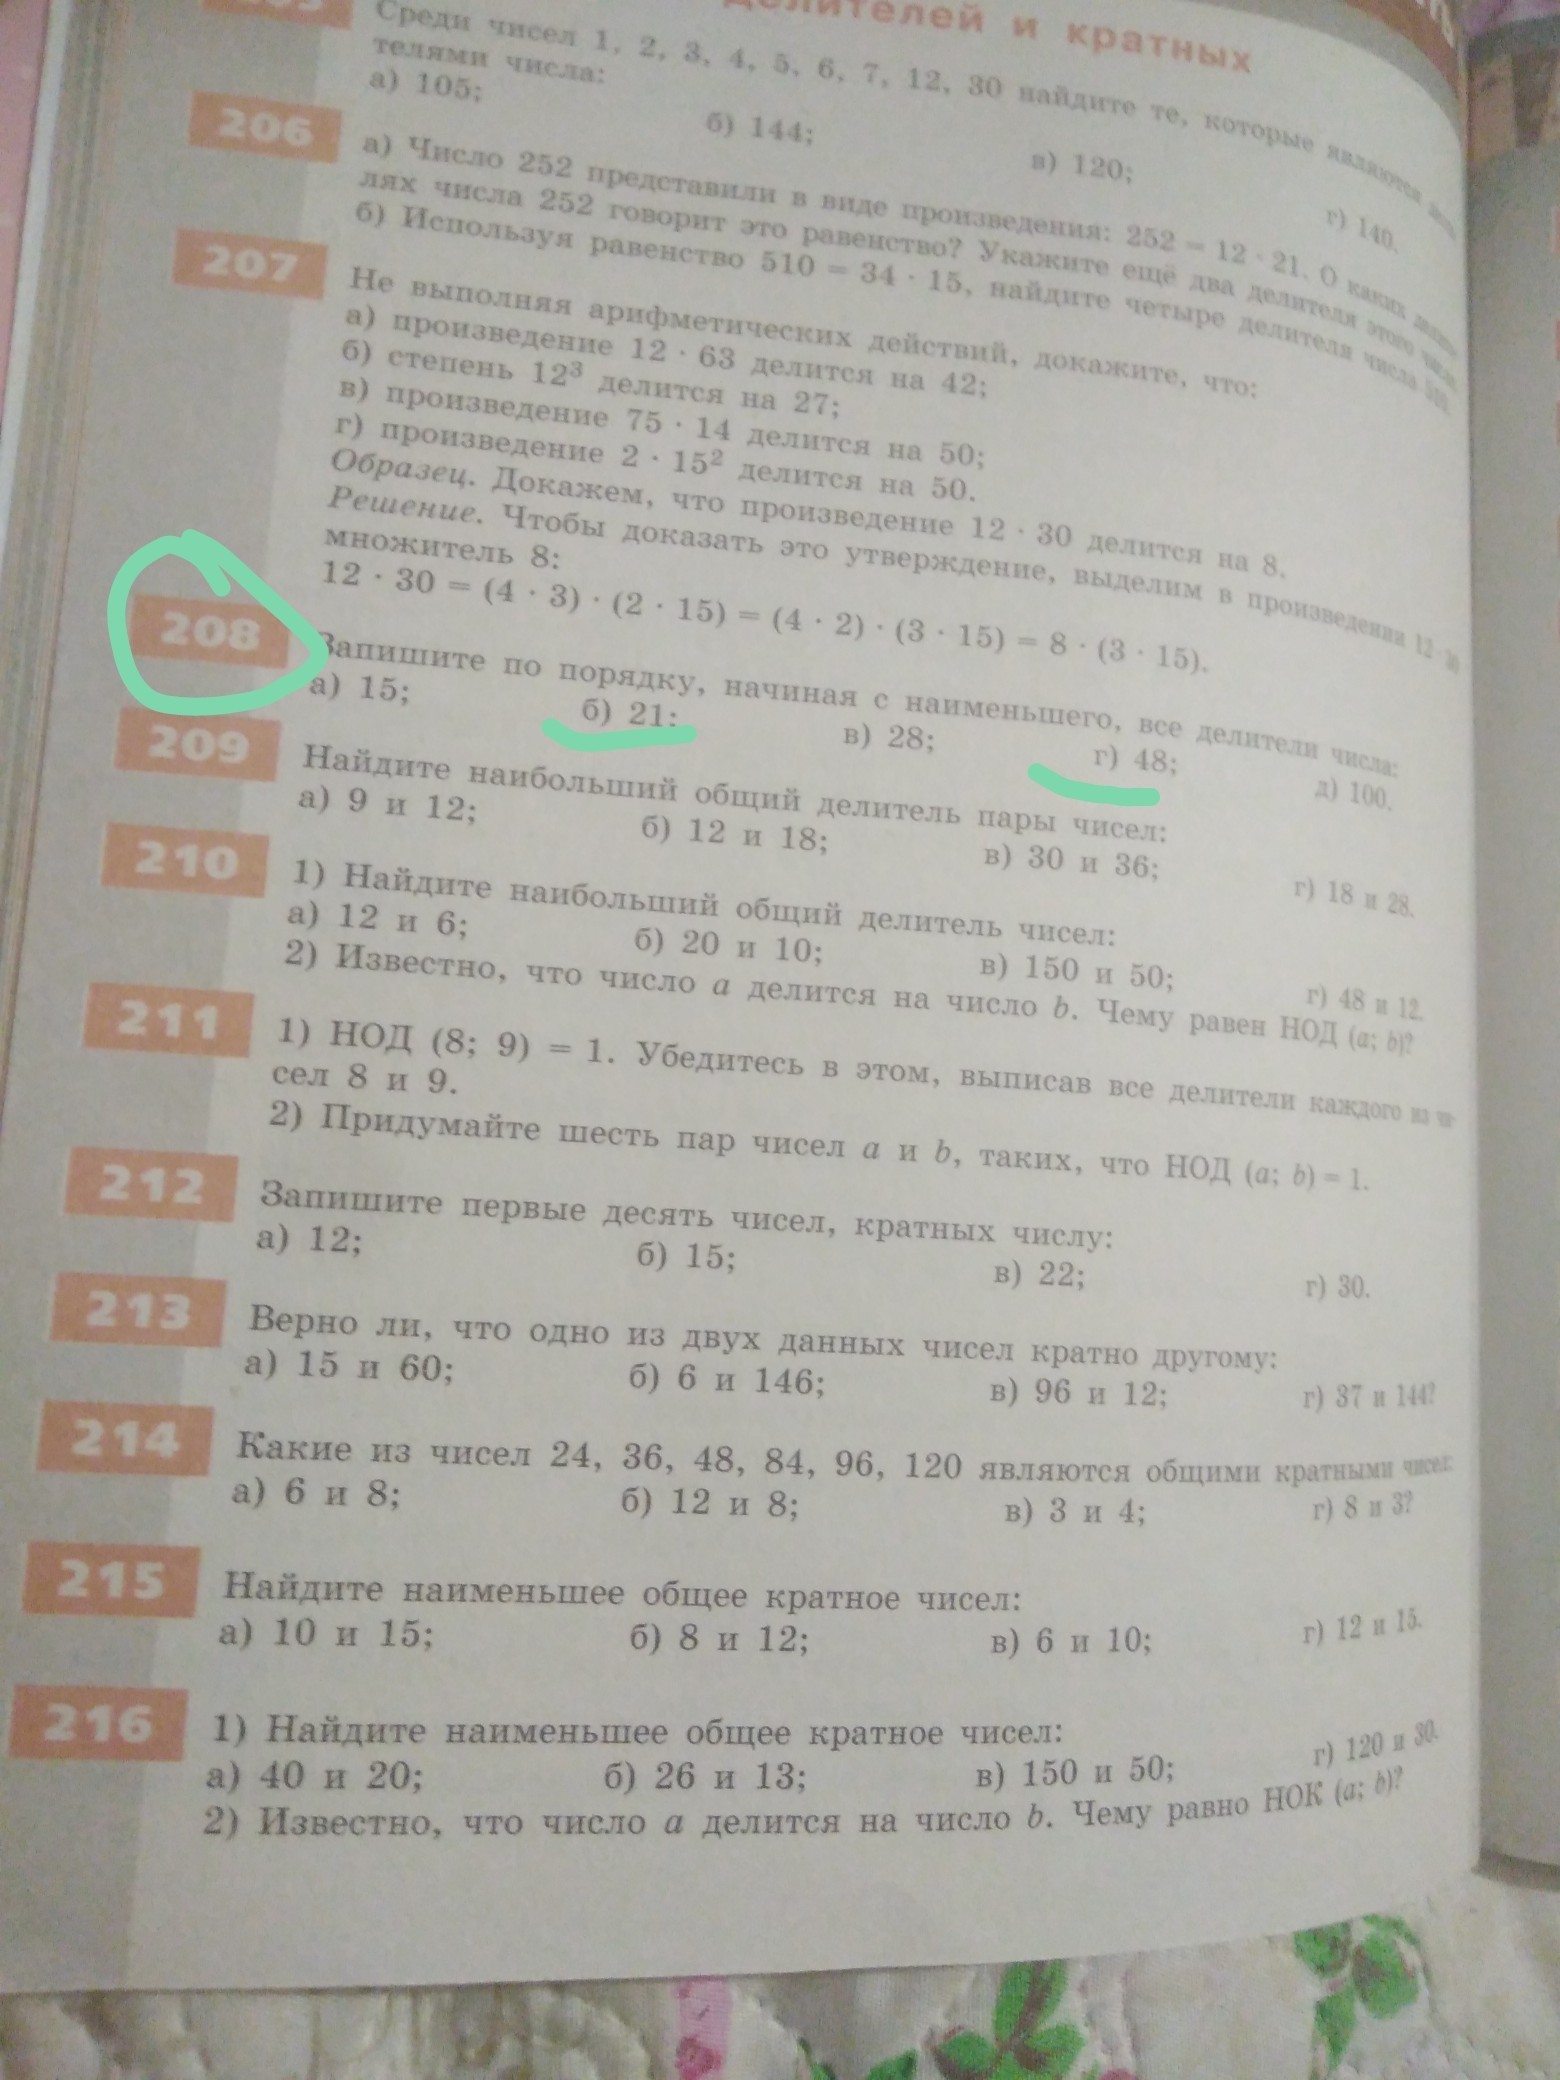 делителей и кратных
Среди чисел 1, 2, 3, 4, 5, 6, 7, 12, 30 найдите те, которые являются
телями числа:
а) 105; б) 144; в) 120; г) 140.
206 а) Число 252 представили в виде произведения: 252 = 12 · 21. О каких
лях числа 252 говорит это равенство? Укажите ещё два делителя этого
б) Используя равенство 510 = 34 · 15, найдите четыре делителя числа
207 Не выполняя арифметических действий, докажите, что:
а) произведение 12 · 63 делится на 42;
б) степень 12³ делится на 27;
в) произведение 75 · 14 делится на 50;
г) произведение 2 · 15² делится на 50.
Образец. Докажем, что произведение 12 · 30 делится на 8.
Решение. Чтобы доказать это утверждение, выделим в произведении 12 · 30
множитель 8:
12 · 30 = (4 · 3) · (2 · 15) = (4 · 2) · (3 · 15) = 8 · (3 · 15).
208 Запишите по порядку, начиная с наименьшего, все делители числа:
а) 15; б) 21; в) 28; г) 48; д) 100.
209 Найдите наибольший общий делитель пары чисел:
а) 9 и 12; б) 12 и 18; в) 30 и 36; г) 18 и 28.
210 1) Найдите наибольший общий делитель чисел:
а) 12 и 6; б) 20 и 10; в) 150 и 50; г) 48 и 12.
2) Известно, что число a делится на число b. Чему равен НОД (a; b)?
211 1) НОД (8; 9) = 1. Убедитесь в этом, выписав все делители каждого из чи-
сел 8 и 9.
2) Придумайте шесть пар чисел a и b, таких, что НОД (a; b) = 1.
212 Запишите первые десять чисел, кратных числу:
а) 12; б) 15; в) 22; г) 30.
213 Верно ли, что одно из двух данных чисел кратно другому:
а) 15 и 60; б) 6 и 146; в) 96 и 12; г) 37 и 144?
214 Какие из чисел 24, 36, 48, 84, 96, 120 являются общими кратными чисел:
а) 6 и 8; б) 12 и 8; в) 3 и 4; г) 8 и 3?
215 Найдите наименьшее общее кратное чисел:
а) 10 и 15; б) 8 и 12; в) 6 и 10; г) 12 и 15.
216 1) Найдите наименьшее общее кратное чисел:
а) 40 и 20; б) 26 и 13; в) 150 и 50; г) 120 и 30.
2) Известно, что число a делится на число b. Чему равно НОК (a; b)?